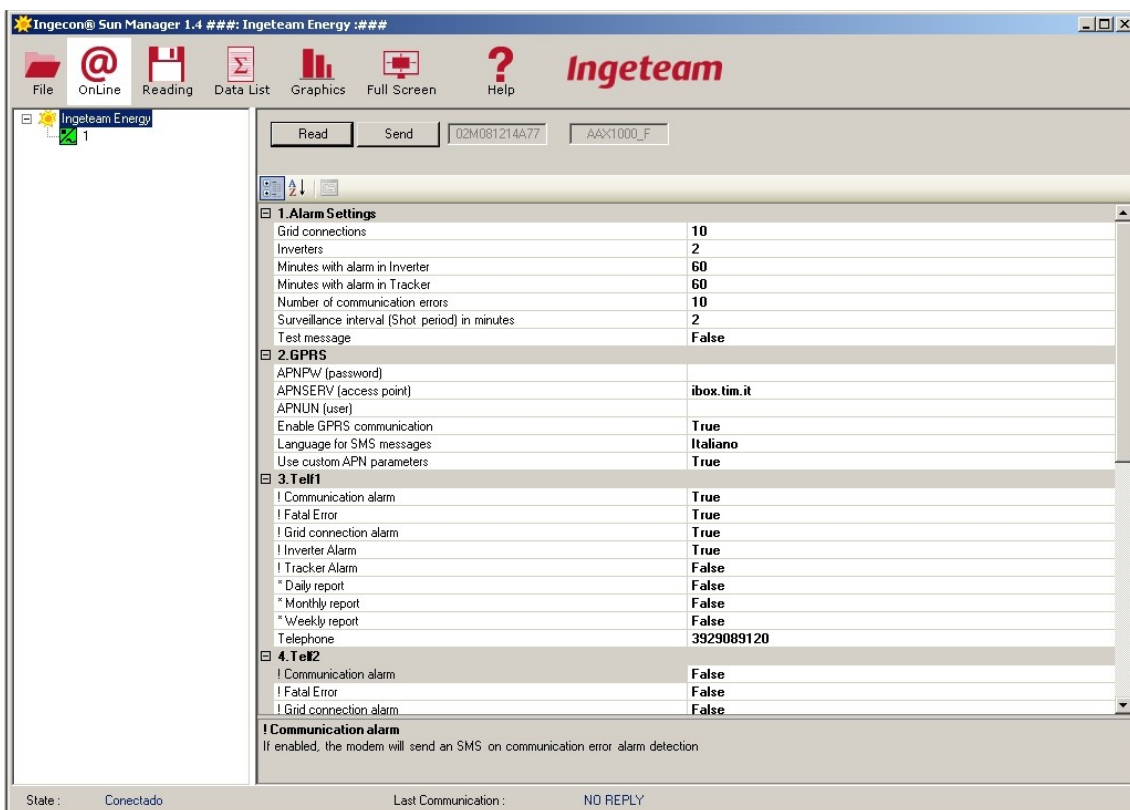 Ingecon® Sun Manager 1.4 ###: Ingeteam Energy :###
File OnLine Reading Data List Graphics Full Screen Help Ingeteam
Ingeteam Energy
1
Read Send 02M081214A77 AAX1000_F
1.Alarm Settings
Grid connections 10
Inverters 2
Minutes with alarm in Inverter 60
Minutes with alarm in Tracker 60
Number of communication errors 10
Surveillance interval (Shot period) in minutes 2
Test message False
2.GPRS
APNPW (password)
APNSERV (access point) ibox.tim.it
APNUN (user)
Enable GPRS communication True
Language for SMS messages Italiano
Use custom APN parameters True
3.Telf1
! Communication alarm True
! Fatal Error True
! Grid connection alarm True
! Inverter Alarm True
! Tracker Alarm False
* Daily report False
* Monthly report False
* Weekly report False
Telephone 3929089120
4.Telf2
! Communication alarm False
! Fatal Error False
! Grid connection alarm False
! Communication alarm
If enabled, the modem will send an SMS on communication error alarm detection
State : Conectado Last Communication : NO REPLY